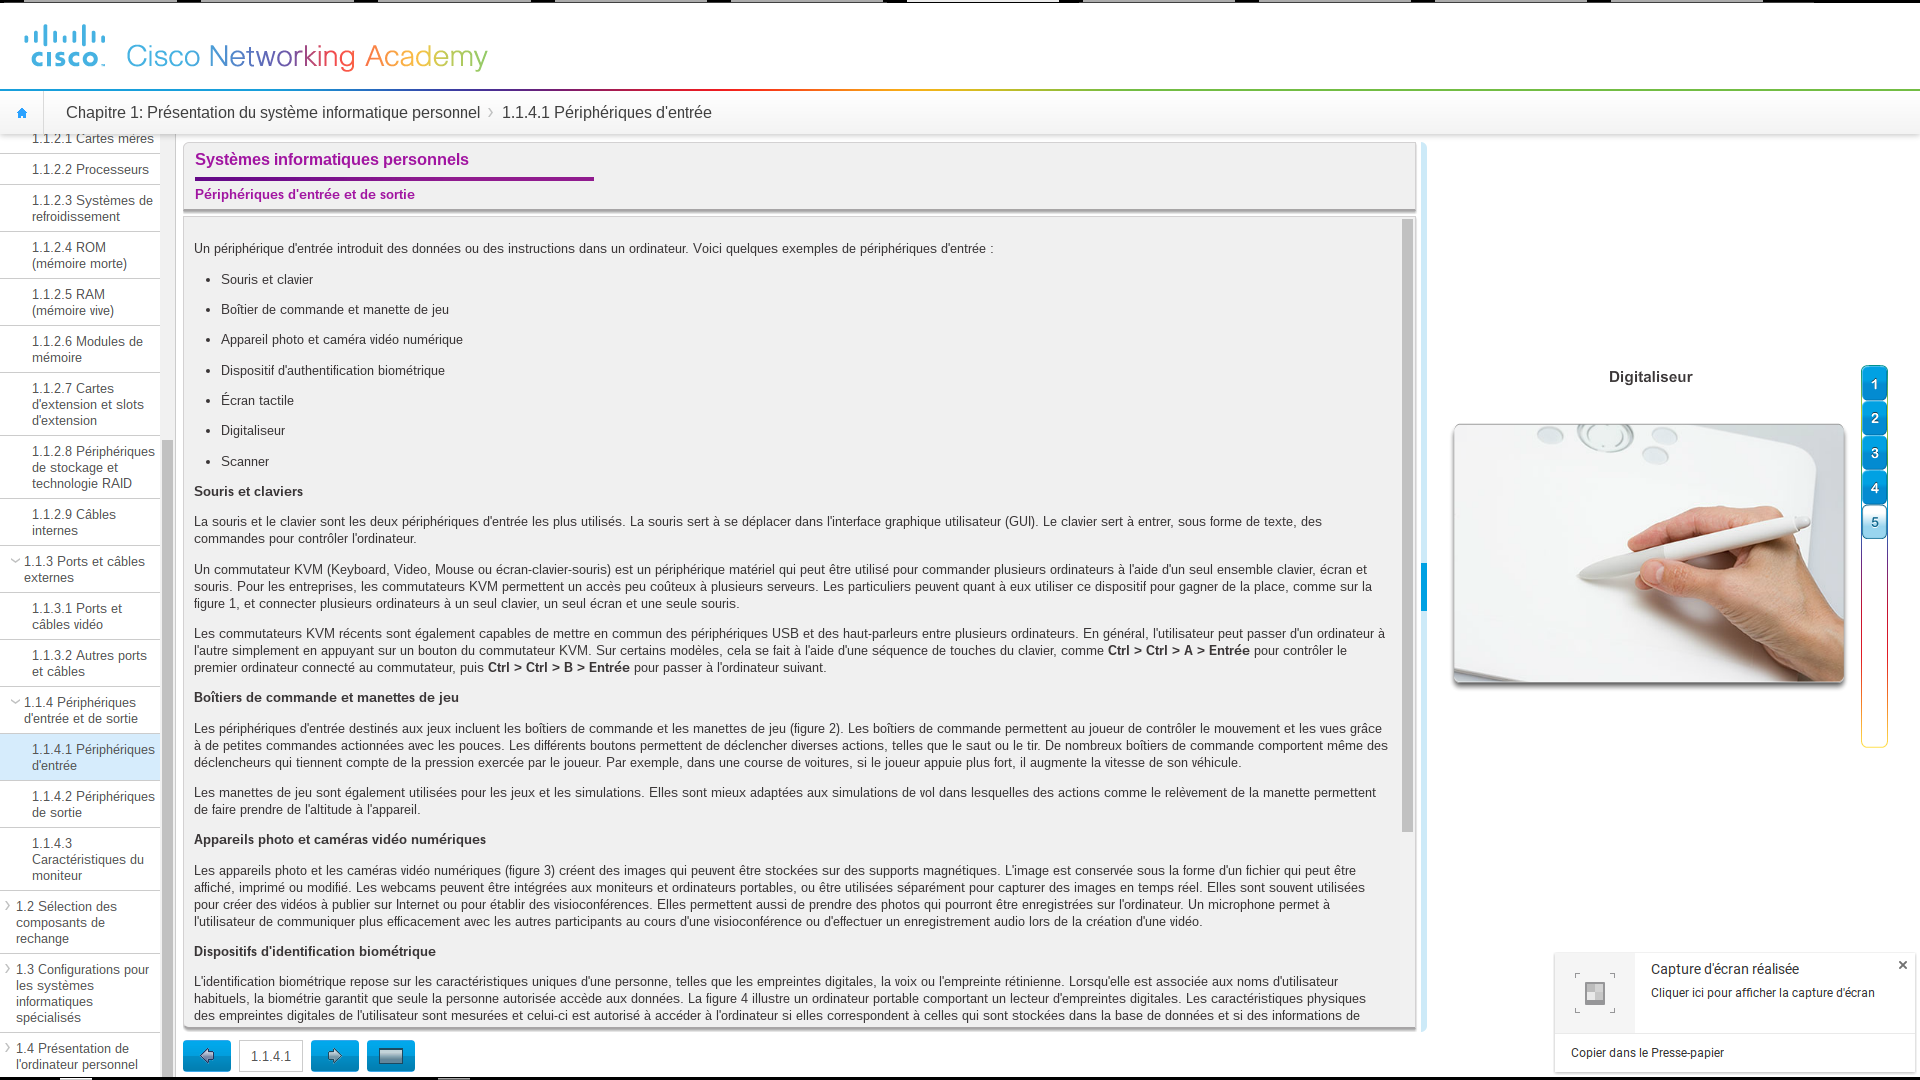 cisco
Cisco Networking Academy
Chapitre 1: Présentation du système informatique personnel
1.1.4.1 Périphériques d'entrée
1.1.2.1 Cartes mères
1.1.2.2 Processeurs
1.1.2.3 Systèmes de
refroidissement
1.1.2.4 ROM
(mémoire morte)
1.1.2.5 RAM
(mémoire vive)
1.1.2.6 Modules de
mémoire
1.1.2.7 Cartes
d'extension et slots
d'extension
1.1.2.8 Périphériques
de stockage et
technologie RAID
1.1.2.9 Câbles
internes
1.1.3 Ports et câbles
externes
1.1.3.1 Ports et
câbles vidéo
1.1.3.2 Autres ports
et câbles
1.1.4 Périphériques
d'entrée et de sortie
1.1.4.1 Périphériques
d'entrée
1.1.4.2 Périphériques
de sortie
1.1.4.3
Caractéristiques du
moniteur
1.2 Sélection des
composants de
rechange
1.3 Configurations pour
les systèmes
informatiques
spécialisés
1.4 Présentation de
l'ordinateur personnel
Systèmes informatiques personnels
Périphériques d'entrée et de sortie
Un périphérique d'entrée introduit des données ou des instructions dans un ordinateur. Voici quelques exemples de périphériques d'entrée :
• Souris et clavier
• Boîtier de commande et manette de jeu
• Appareil photo et caméra vidéo numérique
• Dispositif d'authentification biométrique
• Écran tactile
• Digitaliseur
• Scanner
Souris et claviers
La souris et le clavier sont les deux périphériques d'entrée les plus utilisés. La souris sert à se déplacer dans l'interface graphique utilisateur (GUI). Le clavier sert à entrer, sous forme de texte, des
commandes pour contrôler l'ordinateur.
Un commutateur KVM (Keyboard, Video, Mouse ou écran-clavier-souris) est un périphérique matériel qui peut être utilisé pour commander plusieurs ordinateurs à l'aide d'un seul ensemble clavier, écran et
souris. Pour les entreprises, les commutateurs KVM permettent un accès peu coûteux à plusieurs serveurs. Les particuliers peuvent quant à eux utiliser ce dispositif pour gagner de la place, comme sur la
figure 1, et connecter plusieurs ordinateurs à un seul clavier, un seul écran et une seule souris.
Les commutateurs KVM récents sont également capables de mettre en commun des périphériques USB et des haut-parleurs entre plusieurs ordinateurs. En général, l'utilisateur peut passer d'un ordinateur à
l'autre simplement en appuyant sur un bouton du commutateur KVM. Sur certains modèles, cela se fait à l'aide d'une séquence de touches du clavier, comme Ctrl > Ctrl > A > Entrée pour contrôler le
premier ordinateur connecté au commutateur, puis Ctrl > Ctrl > B > Entrée pour passer à l'ordinateur suivant.
Boîtiers de commande et manettes de jeu
Les périphériques d'entrée destinés aux jeux incluent les boîtiers de commande et les manettes de jeu (figure 2). Les boîtiers de commande permettent au joueur de contrôler le mouvement et les vues grâce
à de petites commandes actionnées avec les pouces. Les différents boutons permettent de déclencher diverses actions, telles que le saut ou le tir. De nombreux boîtiers de commande comportent même des
déclencheurs qui tiennent compte de la pression exercée par le joueur. Par exemple, dans une course de voitures, si le joueur appuie plus fort, il augmente la vitesse de son véhicule.
Les manettes de jeu sont également utilisées pour les jeux et les simulations. Elles sont mieux adaptées aux simulations de vol dans lesquelles des actions comme le relèvement de la manette permettent
de faire prendre de l'altitude à l'appareil.
Appareils photo et caméras vidéo numériques
Les appareils photo et les caméras vidéo numériques (figure 3) créent des images qui peuvent être stockées sur des supports magnétiques. L'image est conservée sous la forme d'un fichier qui peut être
affiché, imprimé ou modifié. Les webcams peuvent être intégrées aux moniteurs et ordinateurs portables, ou être utilisées séparément pour capturer des images en temps réel. Elles sont souvent utilisées
pour créer des vidéos à publier sur Internet ou pour établir des visioconférences. Elles permettent aussi de prendre des photos qui pourront être enregistrées sur l'ordinateur. Un microphone permet à
l'utilisateur de communiquer plus efficacement avec les autres participants au cours d'une visioconférence ou d'effectuer un enregistrement audio lors de la création d'une vidéo.
Dispositifs d'identification biométrique
L'identification biométrique repose sur les caractéristiques uniques d'une personne, telles que les empreintes digitales, la voix ou l'empreinte rétinienne. Lorsqu'elle est associée aux noms d'utilisateur
habituels, la biométrie garantit que seule la personne autorisée accède aux données. La figure 4 illustre un ordinateur portable comportant un lecteur d'empreintes digitales. Les caractéristiques physiques
des empreintes digitales de l'utilisateur sont mesurées et celui-ci est autorisé à accéder à l'ordinateur si elles correspondent à celles qui sont stockées dans la base de données et si des informations de
1.1.4.1
Digitaliseur
1
2
3
4
5
Capture d'écran réalisée
Cliquer ici pour afficher la capture d'écran
Copier dans le Presse-papier